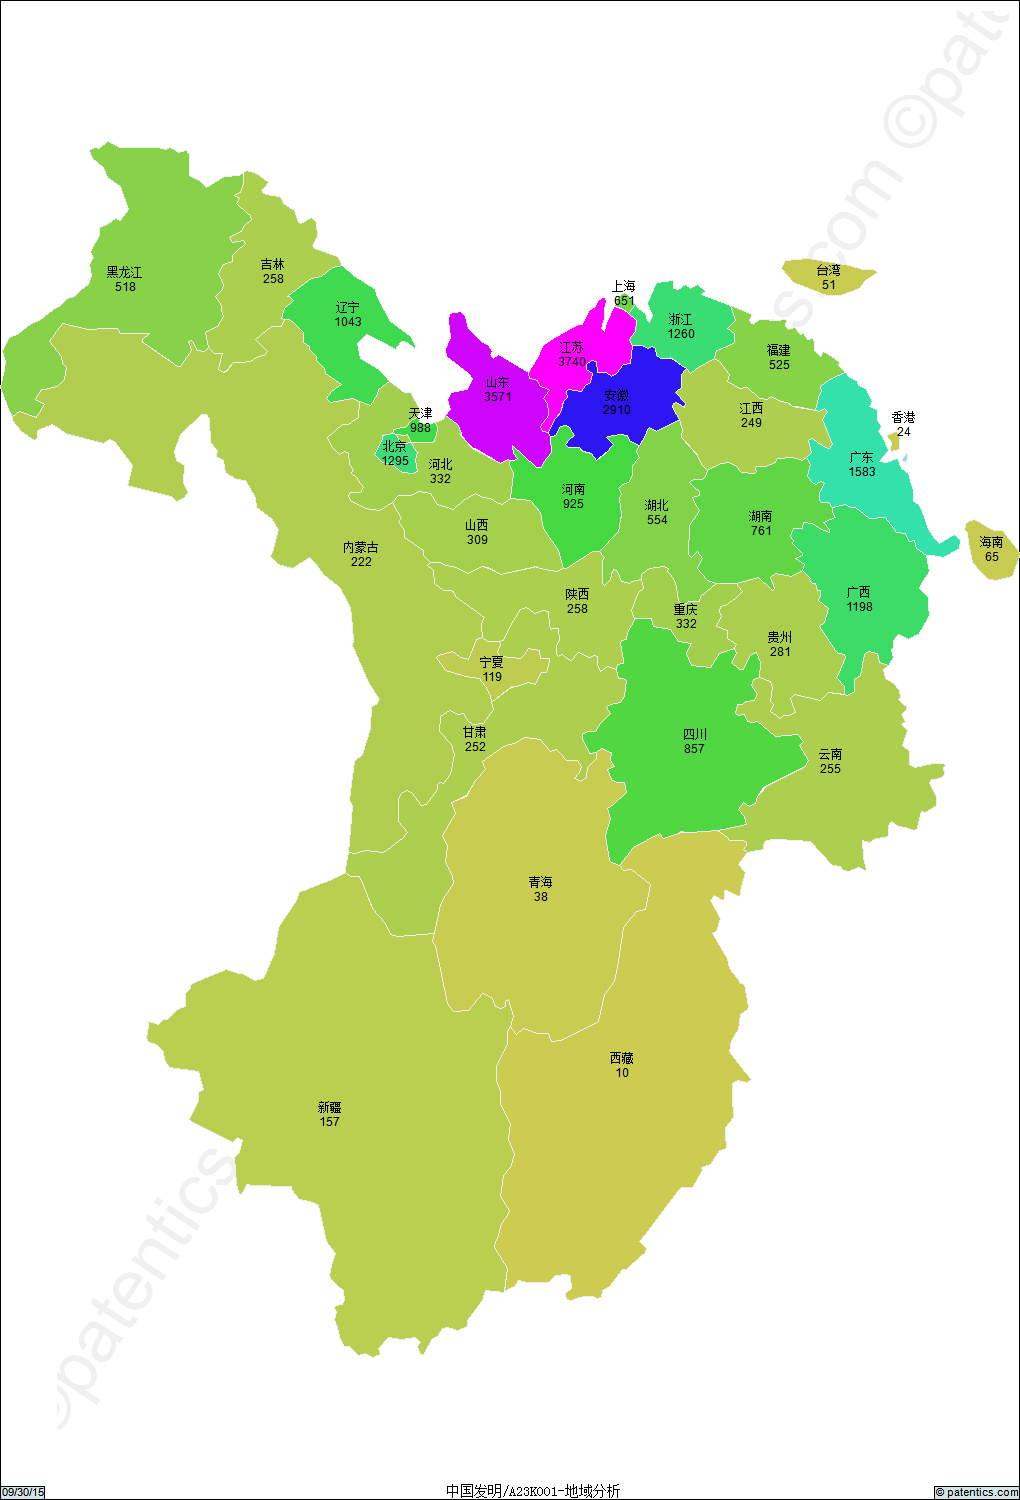 ©patentics.com ©pate
黑龙江
518
吉林
258
辽宁
1043
上海
651
台湾
51
浙江
1260
江苏
3740
福建
525
山东
3571
安徽
2910
江西
249
天津
988
香港
24
北京
1295
河北
332
广东
1583
河南
925
湖北
554
湖南
761
山西
309
海南
65
内蒙古
222
陕西
258
重庆
332
广西
1198
贵州
281
宁夏
119
甘肃
252
四川
857
云南
255
青海
38
西藏
10
新疆
157
09/30/15
中国发明/A23K001-地域分析
© patentics.com